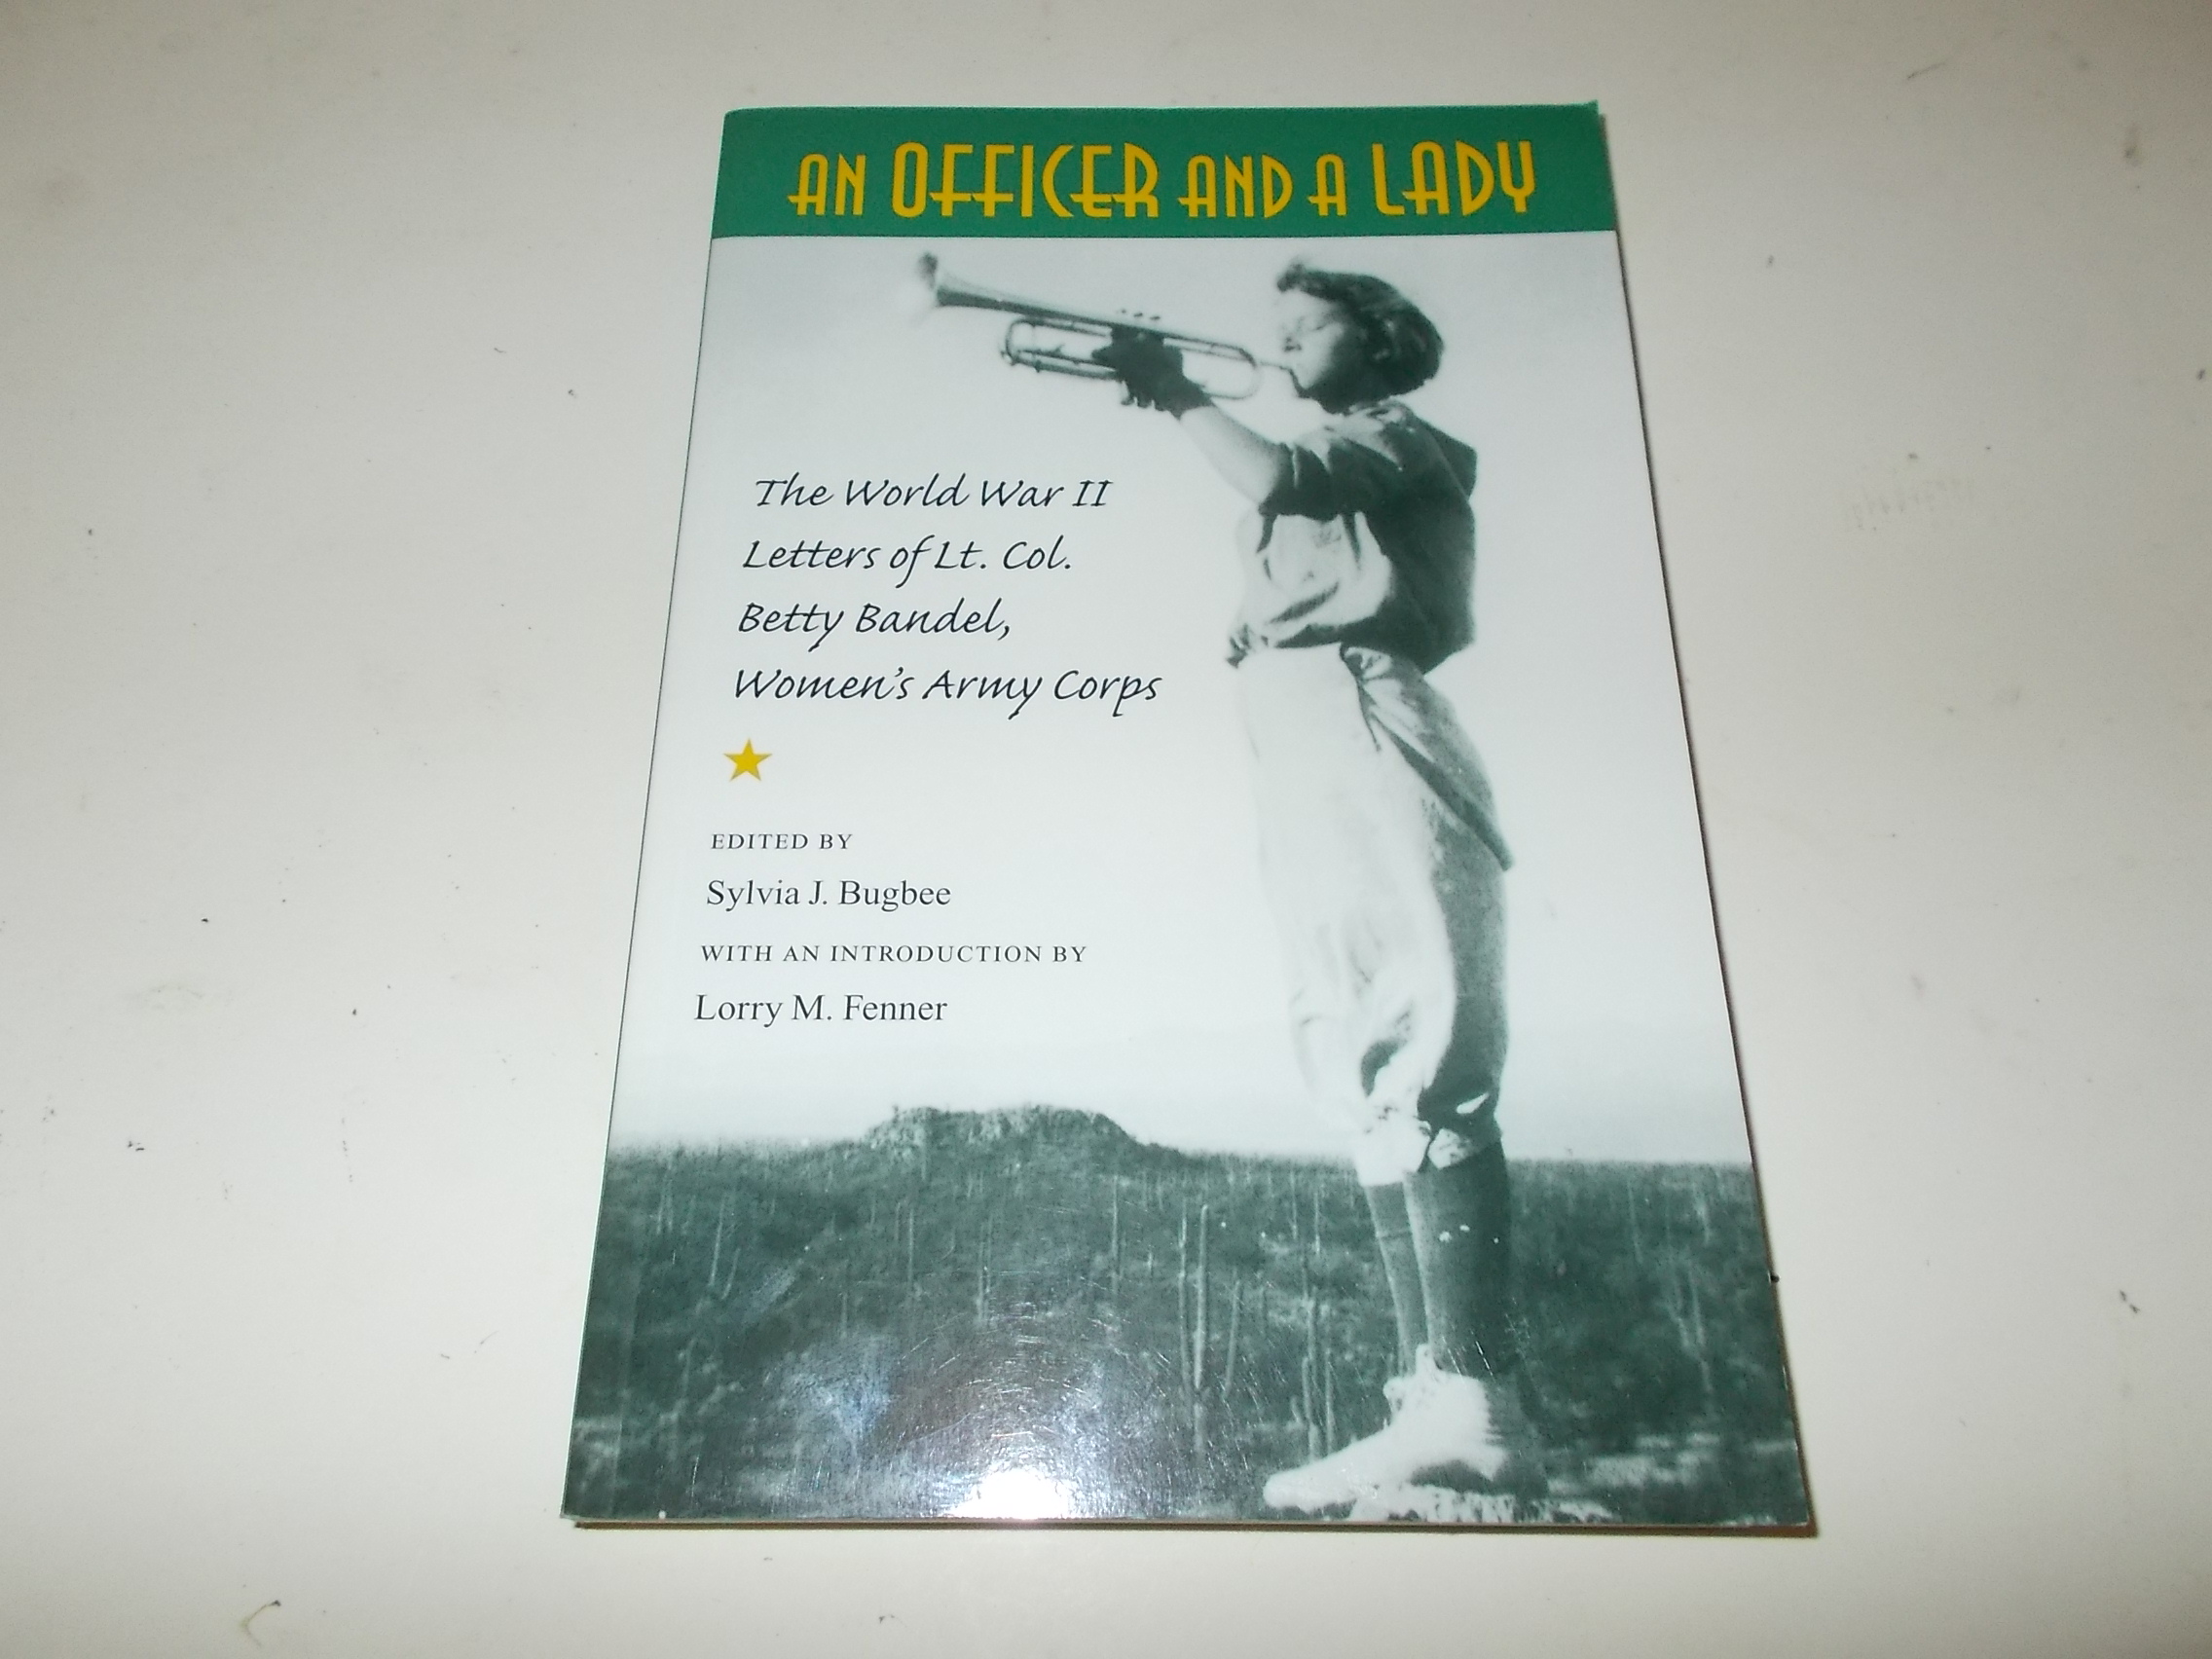 AN OFFICER AND A LADY
The World War II
Letters of Lt. Col.
Betty Bandel,
Women's Army Corps
EDITED BY
Sylvia J. Bugbee
WITH AN INTRODUCTION BY
Lorry M. Fenner